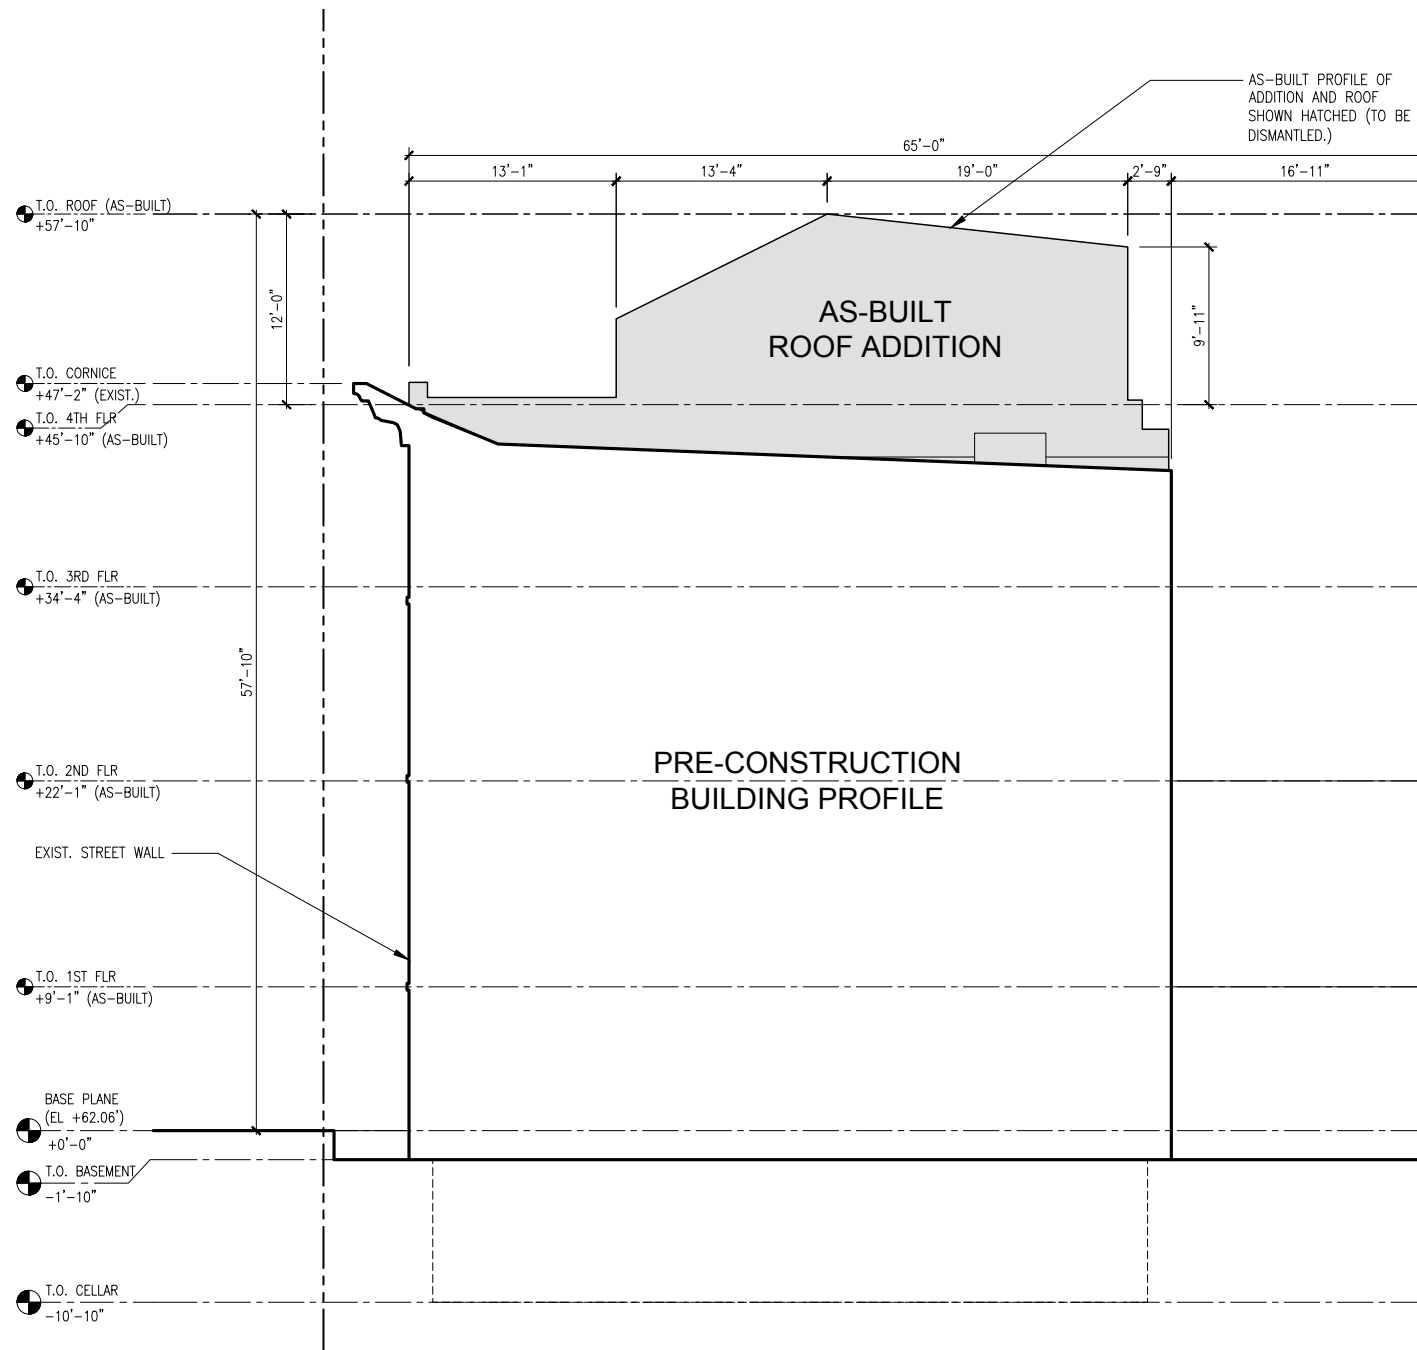 AS-BUILT PROFILE OF
ADDITION AND ROOF
SHOWN HATCHED (TO BE
DISMANTLED.)
65'-0"
13'-1"
13'-4"
19'-0"
2'-9"
16'-11"
T.O. ROOF (AS-BUILT)
+57'-10"
12'-0"
9'-11"
AS-BUILT
ROOF ADDITION
T.O. CORNICE
+47'-2" (EXIST.)
T.O. 4TH FLR
+45'-10" (AS-BUILT)
T.O. 3RD FLR
+34'-4" (AS-BUILT)
57'-10"
PRE-CONSTRUCTION
BUILDING PROFILE
T.O. 2ND FLR
+22'-1" (AS-BUILT)
EXIST. STREET WALL
T.O. 1ST FLR
+9'-1" (AS-BUILT)
BASE PLANE
(EL +62.06')
+0'-0"
T.O. BASEMENT
-1'-10"
T.O. CELLAR
-10'-10"